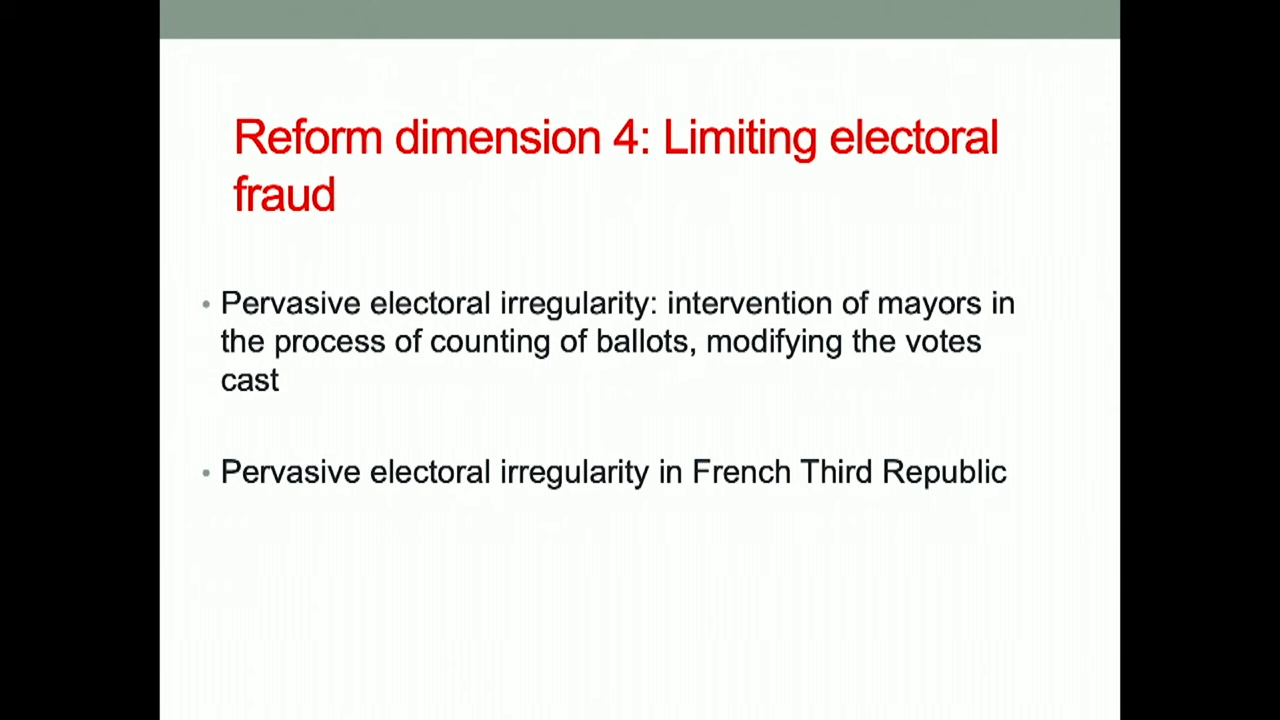 Reform dimension 4: Limiting electoral
fraud
• Pervasive electoral irregularity: intervention of mayors in
the process of counting of ballots, modifying the votes
cast
• Pervasive electoral irregularity in French Third Republic